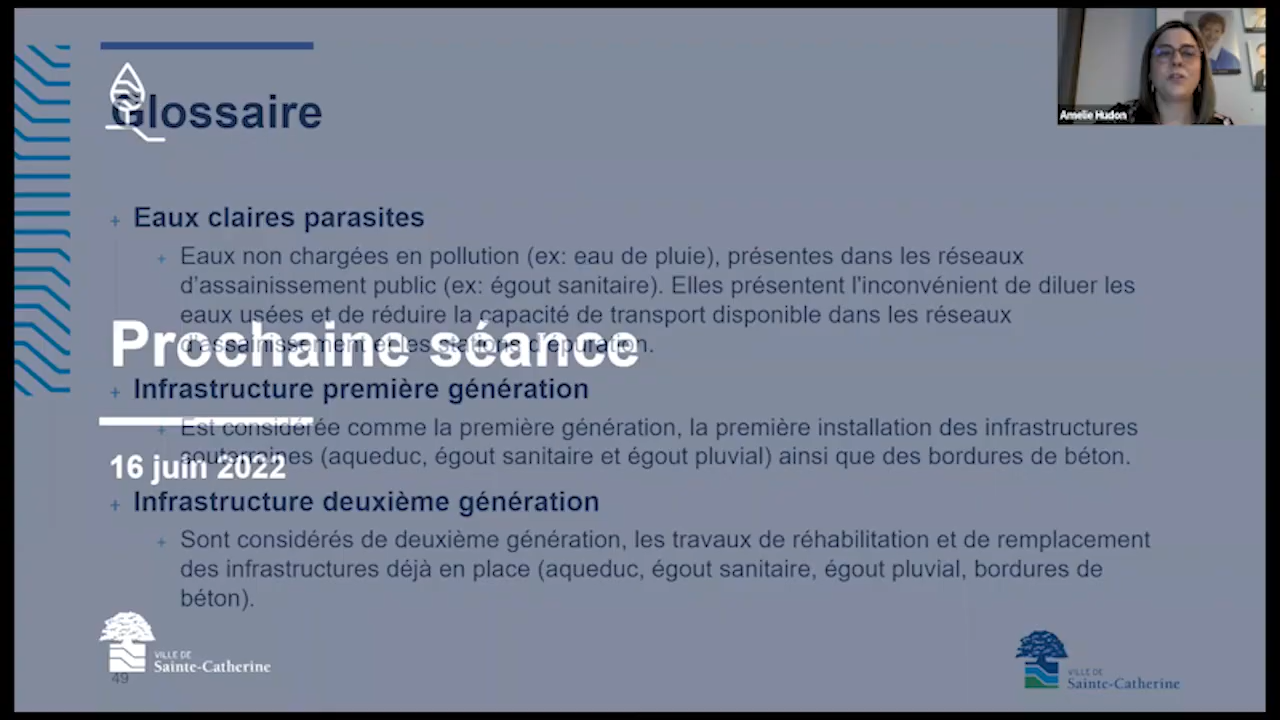 Glossaire
Amelie Hudon
+ Eaux claires parasites
+ Eaux non chargées en pollution (ex: eau de pluie), présentes dans les réseaux
d'assainissement public (ex: égout sanitaire). Elles présentent l'inconvénient de diluer les
eaux usées et de réduire la capacité de transport disponible dans les réseaux
d'assainissement et les stations d'épuration.
Prochaine séance
+ Infrastructure première génération
+ Est considérée comme la première génération, la première installation des infrastructures
souterraines (aqueduc, égout sanitaire et égout pluvial) ainsi que des bordures de béton.
16 juin 2022
+ Infrastructure deuxième génération
+ Sont considérés de deuxième génération, les travaux de réhabilitation et de remplacement
des infrastructures déjà en place (aqueduc, égout sanitaire, égout pluvial, bordures de
béton).
VILLE DE
Sainte-Catherine
49
VILLE DE
Sainte-Catherine